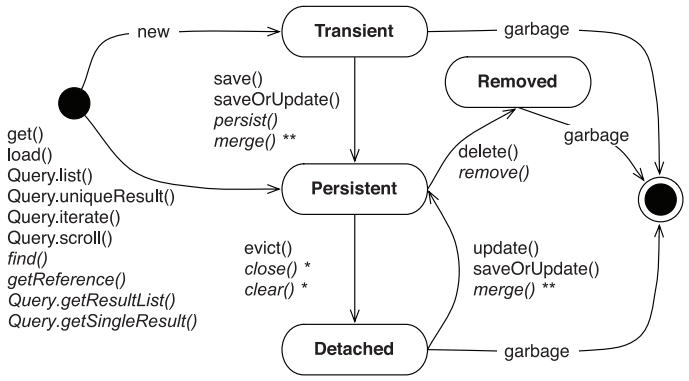 new
Transient
garbage
save()
saveOrUpdate()
persist()
merge() **
Removed
garbage
get()
load()
Query.list()
Query.uniqueResult()
Query.iterate()
Query.scroll()
find()
getReference()
Query.getResultList()
Query.getSingleResult()
Persistent
delete()
remove()
evict()
close() *
clear() *
update()
saveOrUpdate()
merge() **
Detached
garbage